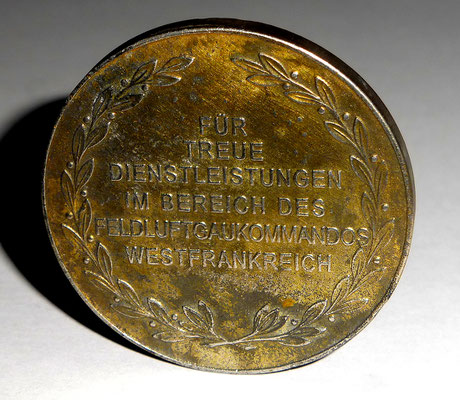 FÜR
TREUE
DIENSTLEISTUNGEN
IM BEREICH DES
FELDLUFTGAUKOMMANDOS
WESTFRANKREICH